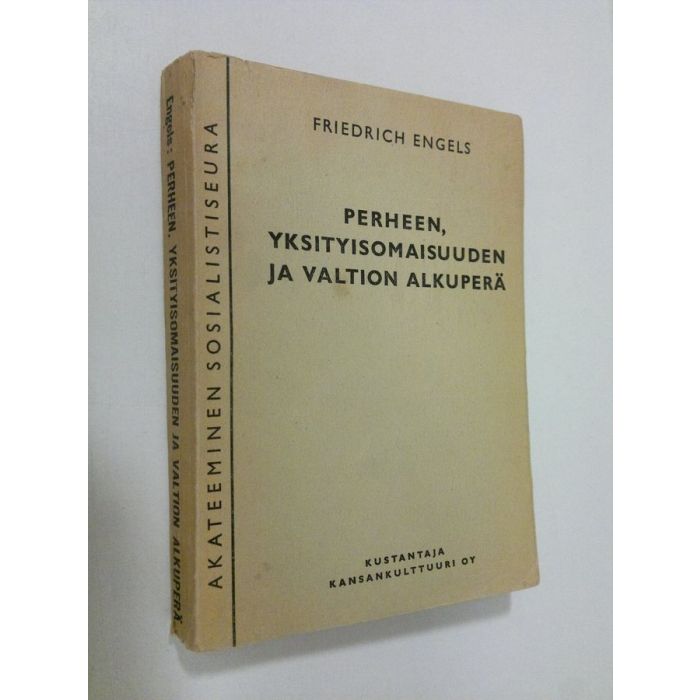 Engels: PERHEEN, YKSITYISOMAISUUDEN JA VALTION ALKUPERÄ
AKATEEMINEN SOSIALISTISEURA
FRIEDRICH ENGELS
PERHEEN,
YKSITYISOMAISUUDEN
JA VALTION ALKUPERÄ
KUSTANTAJA
KANSANKULTTUURI OY